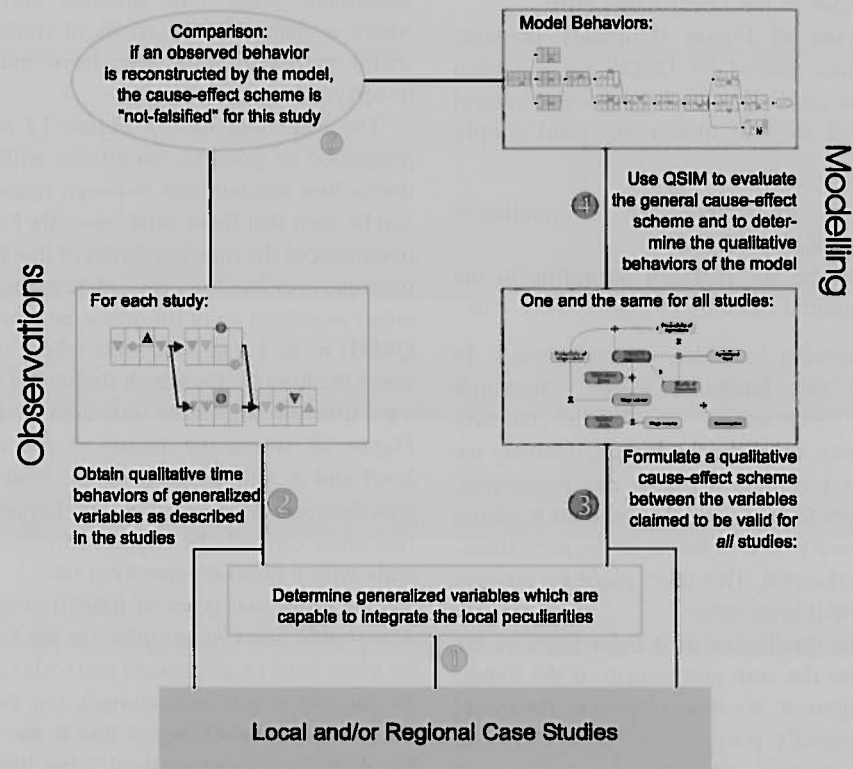 Comparison:
if an observed behavior
is reconstructed by the model,
the cause-effect scheme is
"not-falsified" for this study
Model Behaviors:
4
Use QSIM to evaluate
the general cause-effect
scheme and to deter-
mine the qualitative
behaviors of the model
Modelling
Observations
For each study:
One and the same for all studies:
Obtain qualitative time
behaviors of generalized
variables as described
in the studies
2
3
Formulate a qualitative
cause-effect scheme
between the variables
claimed to be valid for
all studies:
Determine generalized variables which are
capable to integrate the local peculiarities
1
Local and/or Regional Case Studies